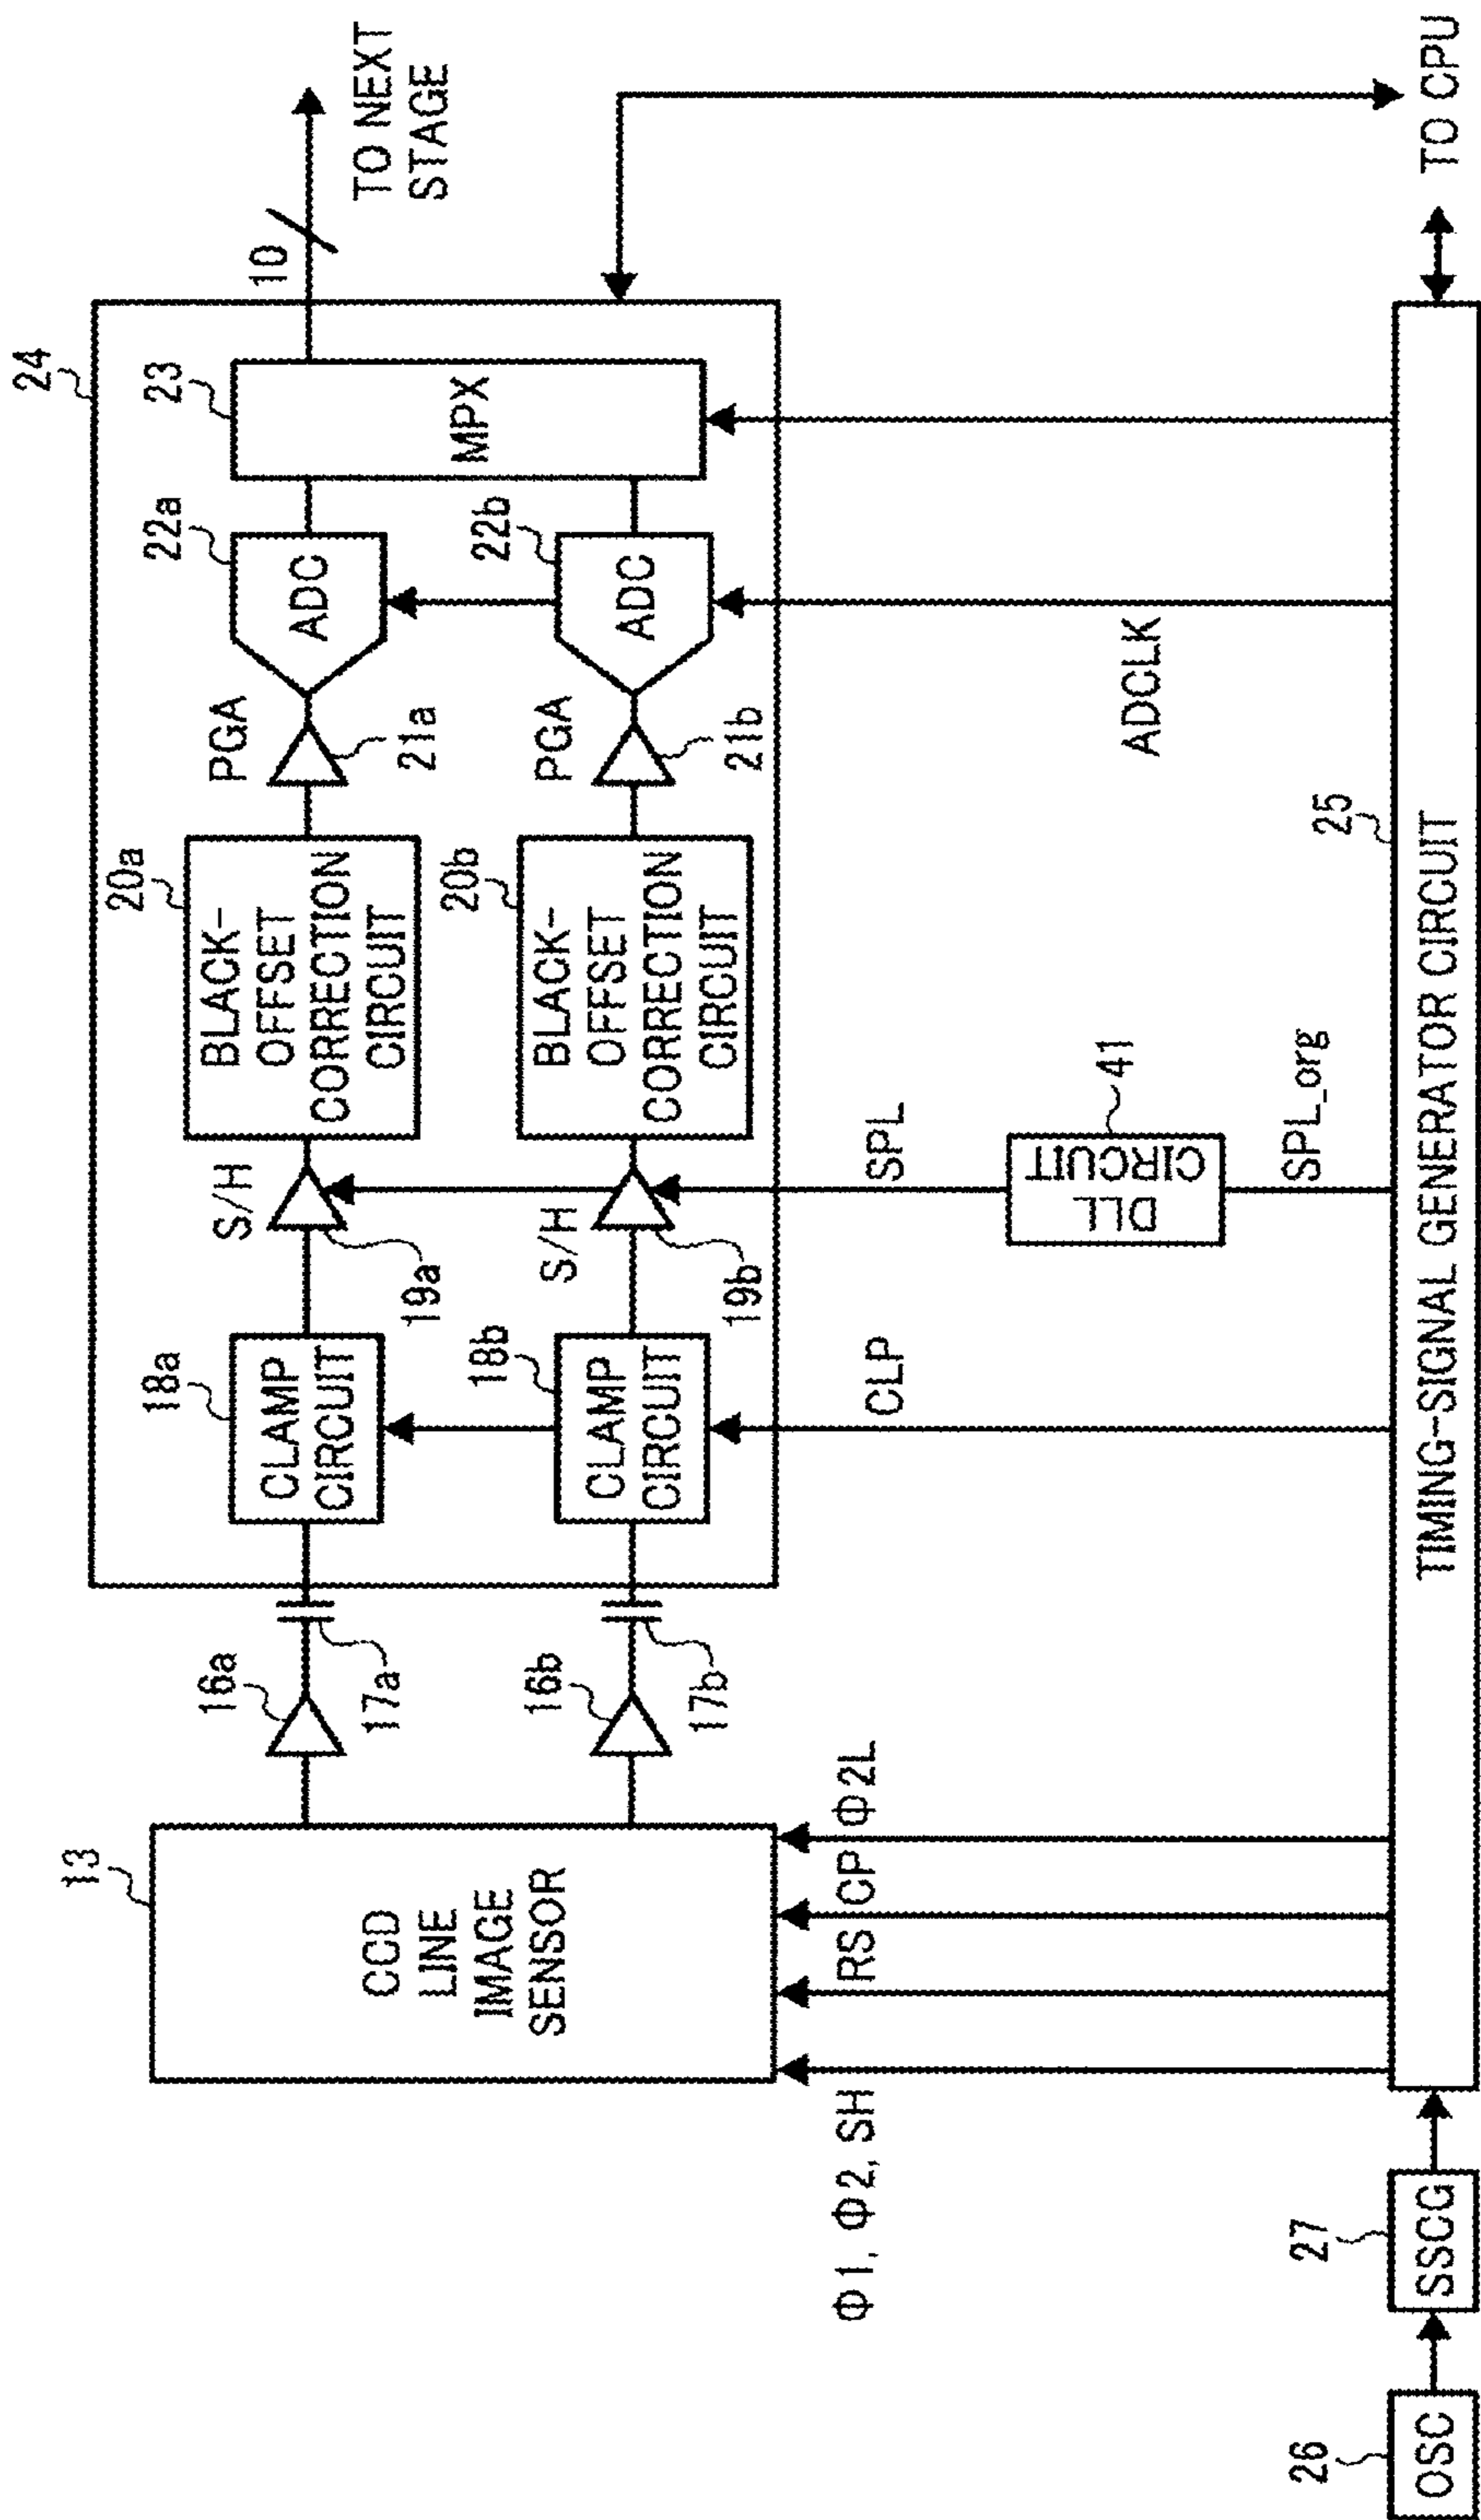 24
10
TO NEXT
STAGE
13
CCD
LINE
IMAGE
SENSOR
16a
17a
18a
CLAMP
CIRCUIT
S/H
19a
20a
BLACK-
OFFSET
CORRECTION
CIRCUIT
PGA
21a
22a
ADC
23
MPX
16b
17b
18b
CLAMP
CIRCUIT
S/H
19b
20b
BLACK-
OFFSET
CORRECTION
CIRCUIT
PGA
21b
22b
ADC
Φ1, Φ2, SH
RS
CP
Φ2L
CLP
SPL
DLL
CIRCUIT
41
SPL_org
ADCLK
26
OSC
27
SSCG
25
TIMING-SIGNAL GENERATOR CIRCUIT
TO CPU